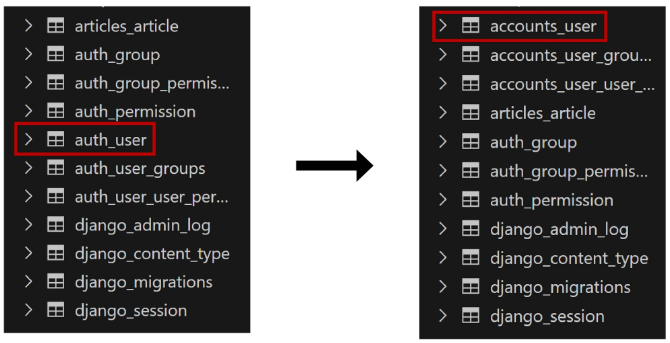 articles_article
auth_group
auth_group_permis...
auth_permission
auth_user
auth_user_groups
auth_user_user_per...
django_admin_log
django_content_type
django_migrations
django_session
accounts_user
accounts_user_grou...
accounts_user_user_...
articles_article
auth_group
auth_group_permis...
auth_permission
django_admin_log
django_content_type
django_migrations
django_session